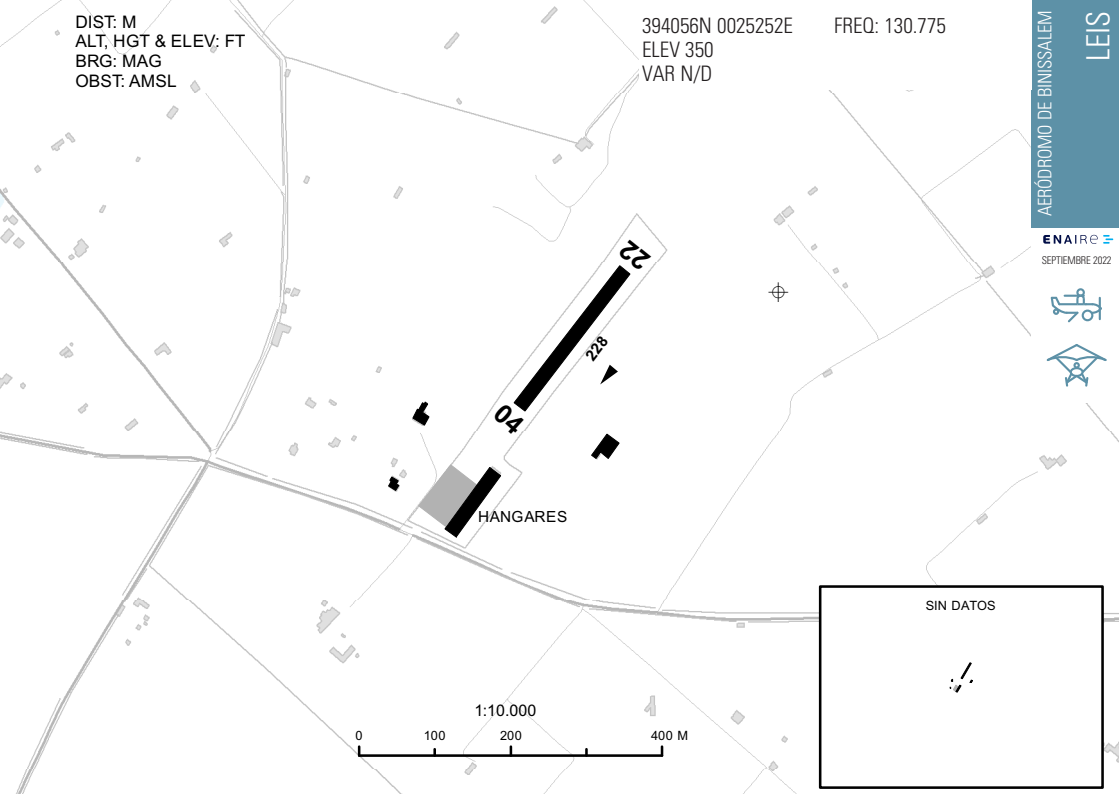 DIST: M
ALT, HGT & ELEV: FT
BRG: MAG
OBST: AMSL
394056N 0025252E
FREQ: 130.775
ELEV 350
VAR N/D
AERÓDROMO DE BINISSALEM
LEIS
ENAIRe
SEPTIEMBRE 2022
22
228
04
HANGARES
SIN DATOS
1:10.000
0 100 200 400 M